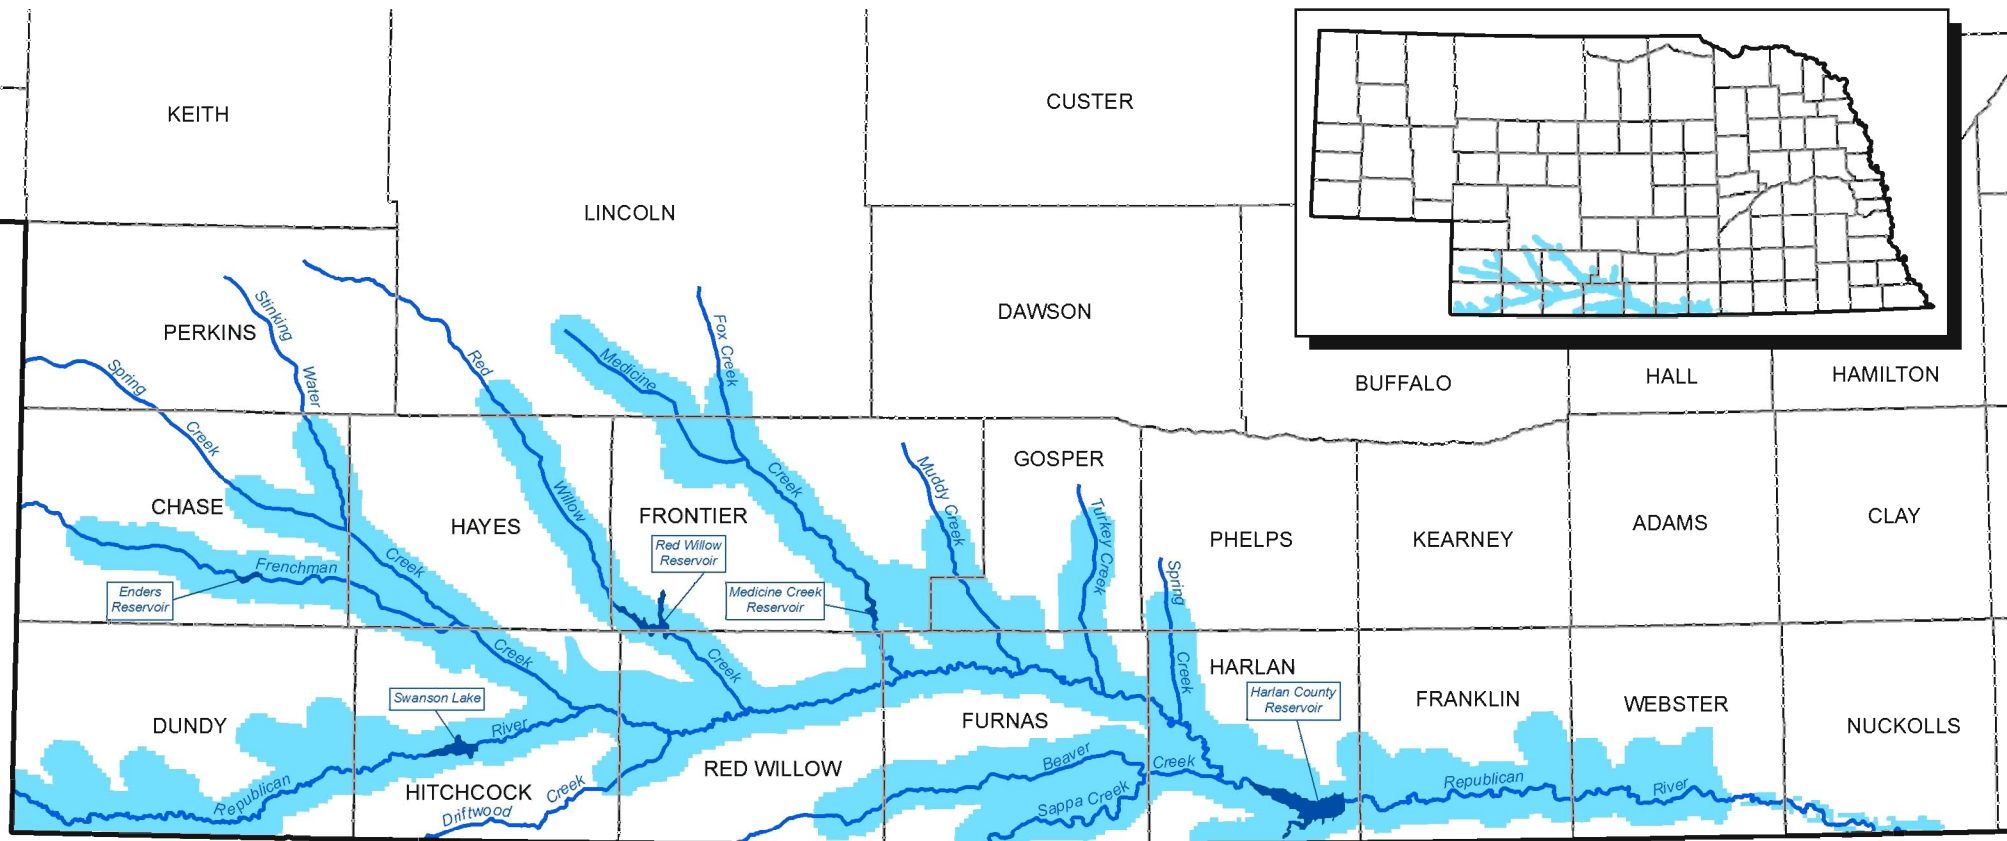 KEITH
CUSTER
LINCOLN
DAWSON
PERKINS
Stinking
Water
Spring
Creek
Red
Willow
Medicine
Fox Creek
Creek
BUFFALO
HALL
HAMILTON
CHASE
HAYES
FRONTIER
Muddy Creek
GOSPER
Turkey Creek
PHELPS
KEARNEY
ADAMS
CLAY
Red Willow
Reservoir
Medicine Creek
Reservoir
Frenchman
Creek
Enders
Reservoir
Spring
Creek
Creek
Creek
HARLAN
Harlan County
Reservoir
FRANKLIN
WEBSTER
NUCKOLLS
DUNDY
Swanson Lake
River
Republican
HITCHCOCK
Driftwood
Creek
RED WILLOW
FURNAS
Beaver
Creek
Sappa Creek
Republican
River